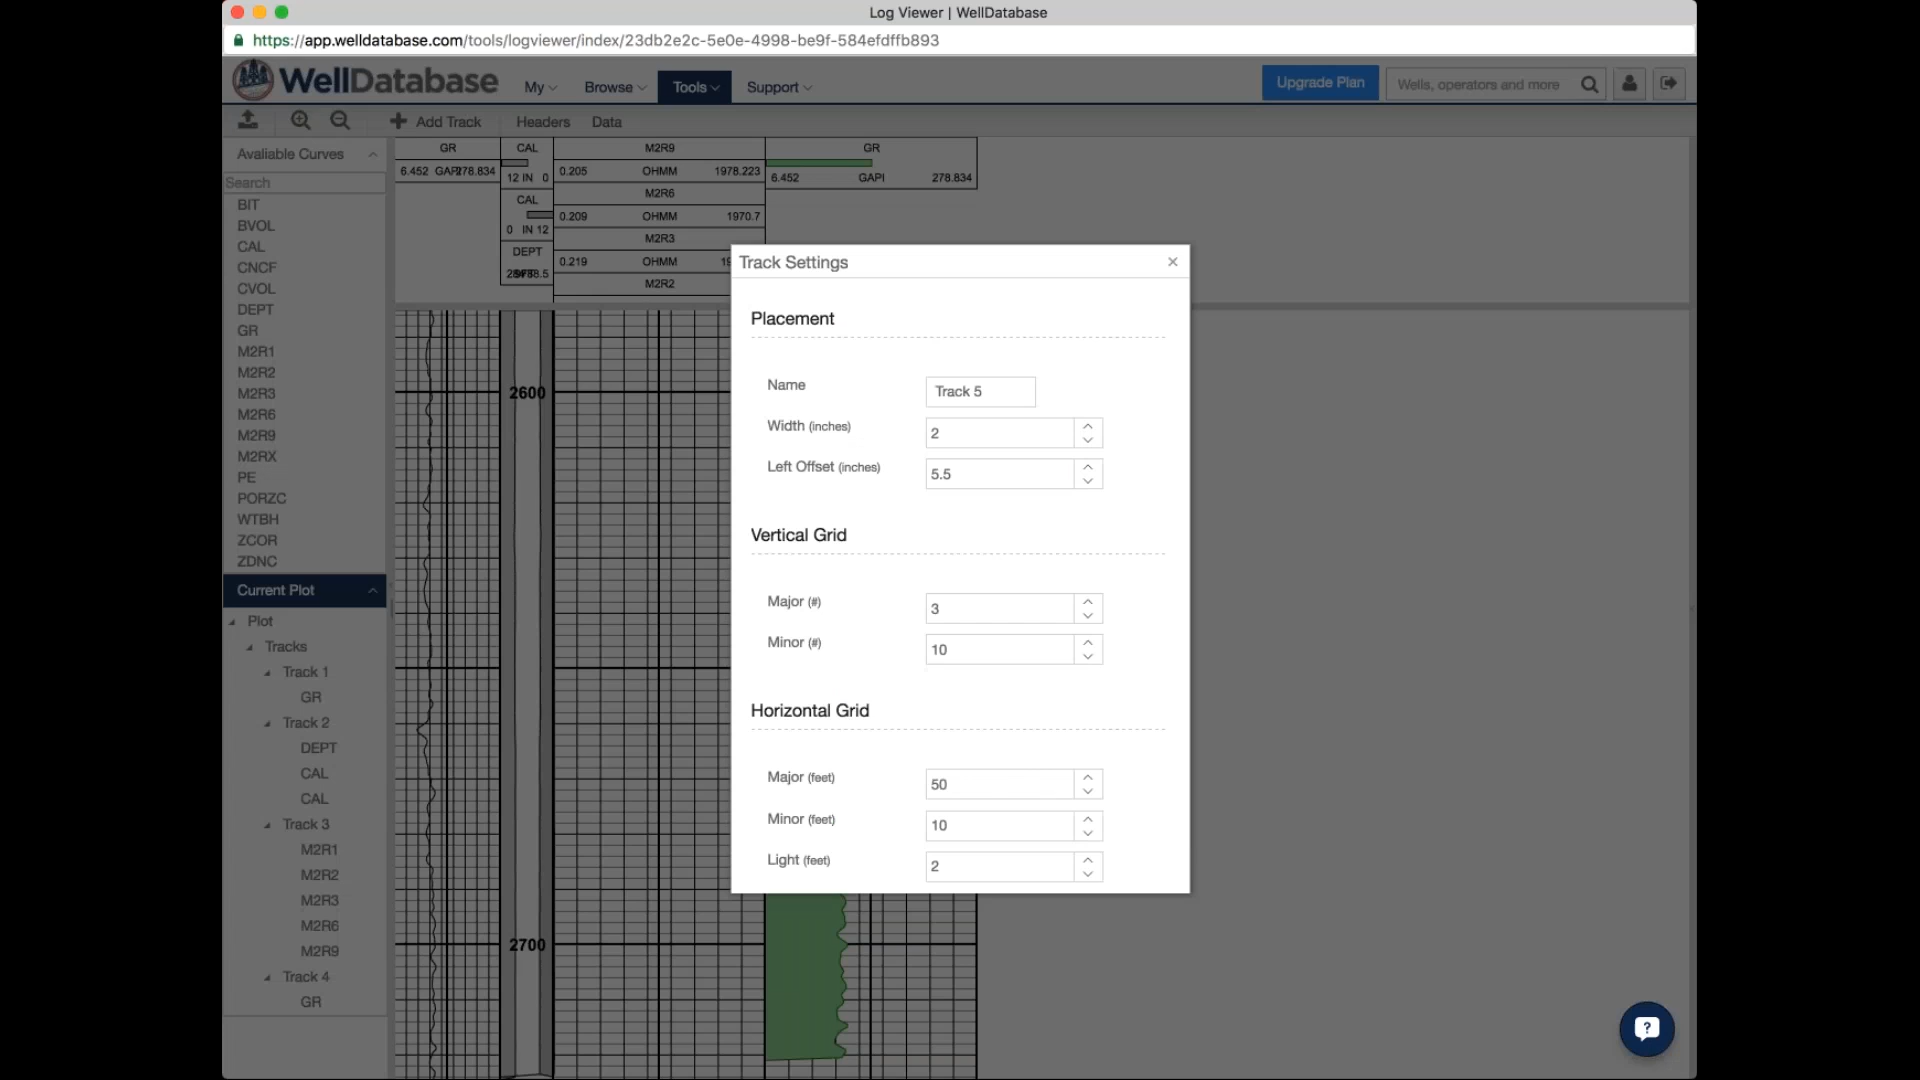 Log Viewer | WellDatabase
https://app.welldatabase.com/tools/logviewer/index/23db2e2c-5e0e-4998-be9f-584efdffb893
WellDatabase My Browse Tools Support Upgrade Plan Wells, operators and more
Add Track Headers Data
Avaliable Curves
Search
BIT
BVOL
CAL
CNCF
CVOL
DEPT
GR
M2R1
M2R2
M2R3
M2R6
M2R9
M2RX
PE
PORZC
WTBH
ZCOR
ZDNC
Current Plot
Plot
Tracks
Track 1
GR
Track 2
DEPT
CAL
CAL
Track 3
M2R1
M2R2
M2R3
M2R6
M2R9
Track 4
GR
GR
6.452 GAPI 278.834
CAL
12 IN 0
CAL
0 IN 12
DEPT
M2R9
0.205 OHMM 1978.223
M2R6
0.209 OHMM 1970.7
M2R3
0.219 OHMM
M2R2
GR
6.452 GAPI 278.834
2600
2700
Track Settings
Placement
Name Track 5
Width (inches) 2
Left Offset (inches) 5.5
Vertical Grid
Major (#) 3
Minor (#) 10
Horizontal Grid
Major (feet) 50
Minor (feet) 10
Light (feet) 2